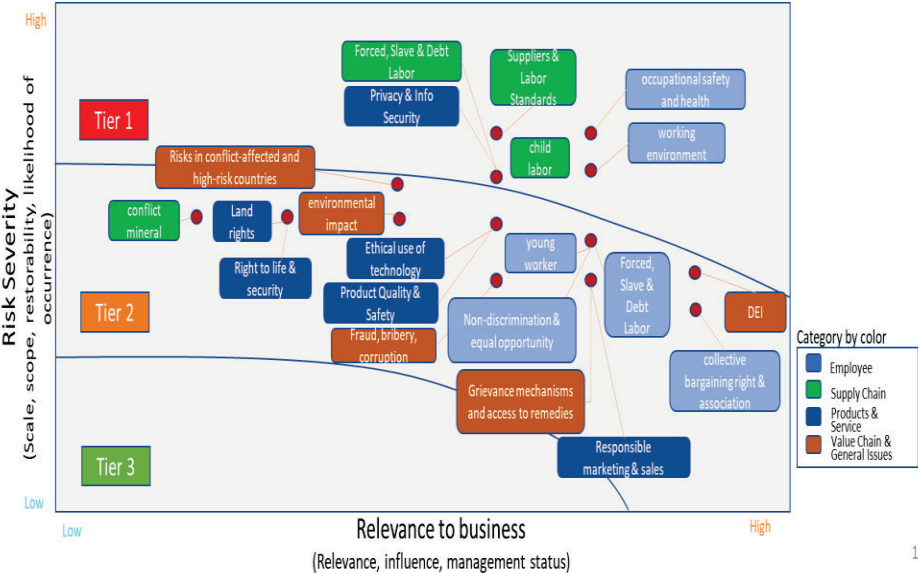 High
Forced, Slave & Debt
Labor
Suppliers &
Labor
Standards
occupational safety
and health
Privacy & Info
Security
Tier 1
child
labor
working
environment
Risks in conflict-affected and
high-risk countries
conflict
mineral
Land
rights
environmental
impact
Right to life &
security
Ethical use of
technology
young
worker
Forced,
Slave &
Debt
Labor
Product Quality &
Safety
Tier 2
Fraud, bribery,
corruption
Non-discrimination &
equal opportunity
DEI
collective
bargaining right &
association
Grievance mechanisms
and access to remedies
Responsible
marketing & sales
Tier 3
Low
Risk Severity
(Scale, scope, restorability, likelihood of
occurrence)
Category by color
Employee
Supply Chain
Products &
Service
Value Chain &
General Issues
Low
Relevance to business
High
(Relevance, influence, management status)
1